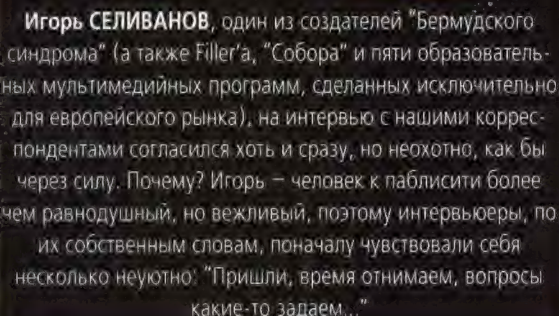 Игорь СЕЛИВАНОВ, один из создателей "Бермудского
синдрома" (а также Filler'а, "Собора" и пяти образователь-
ных мультимедийных программ, сделанных исключительно
для европейского рынка), на интервью с нашими коррес-
пондентами согласился хоть и сразу, но неохотно, как бы
через силу. Почему? Игорь — человек к паблисити более
чем равнодушный, но вежливый, поэтому интервьюеры, по
их собственным словам, поначалу чувствовали себя
несколько неуютно: "Пришли, время отнимаем, вопросы
какие-то задаем..."